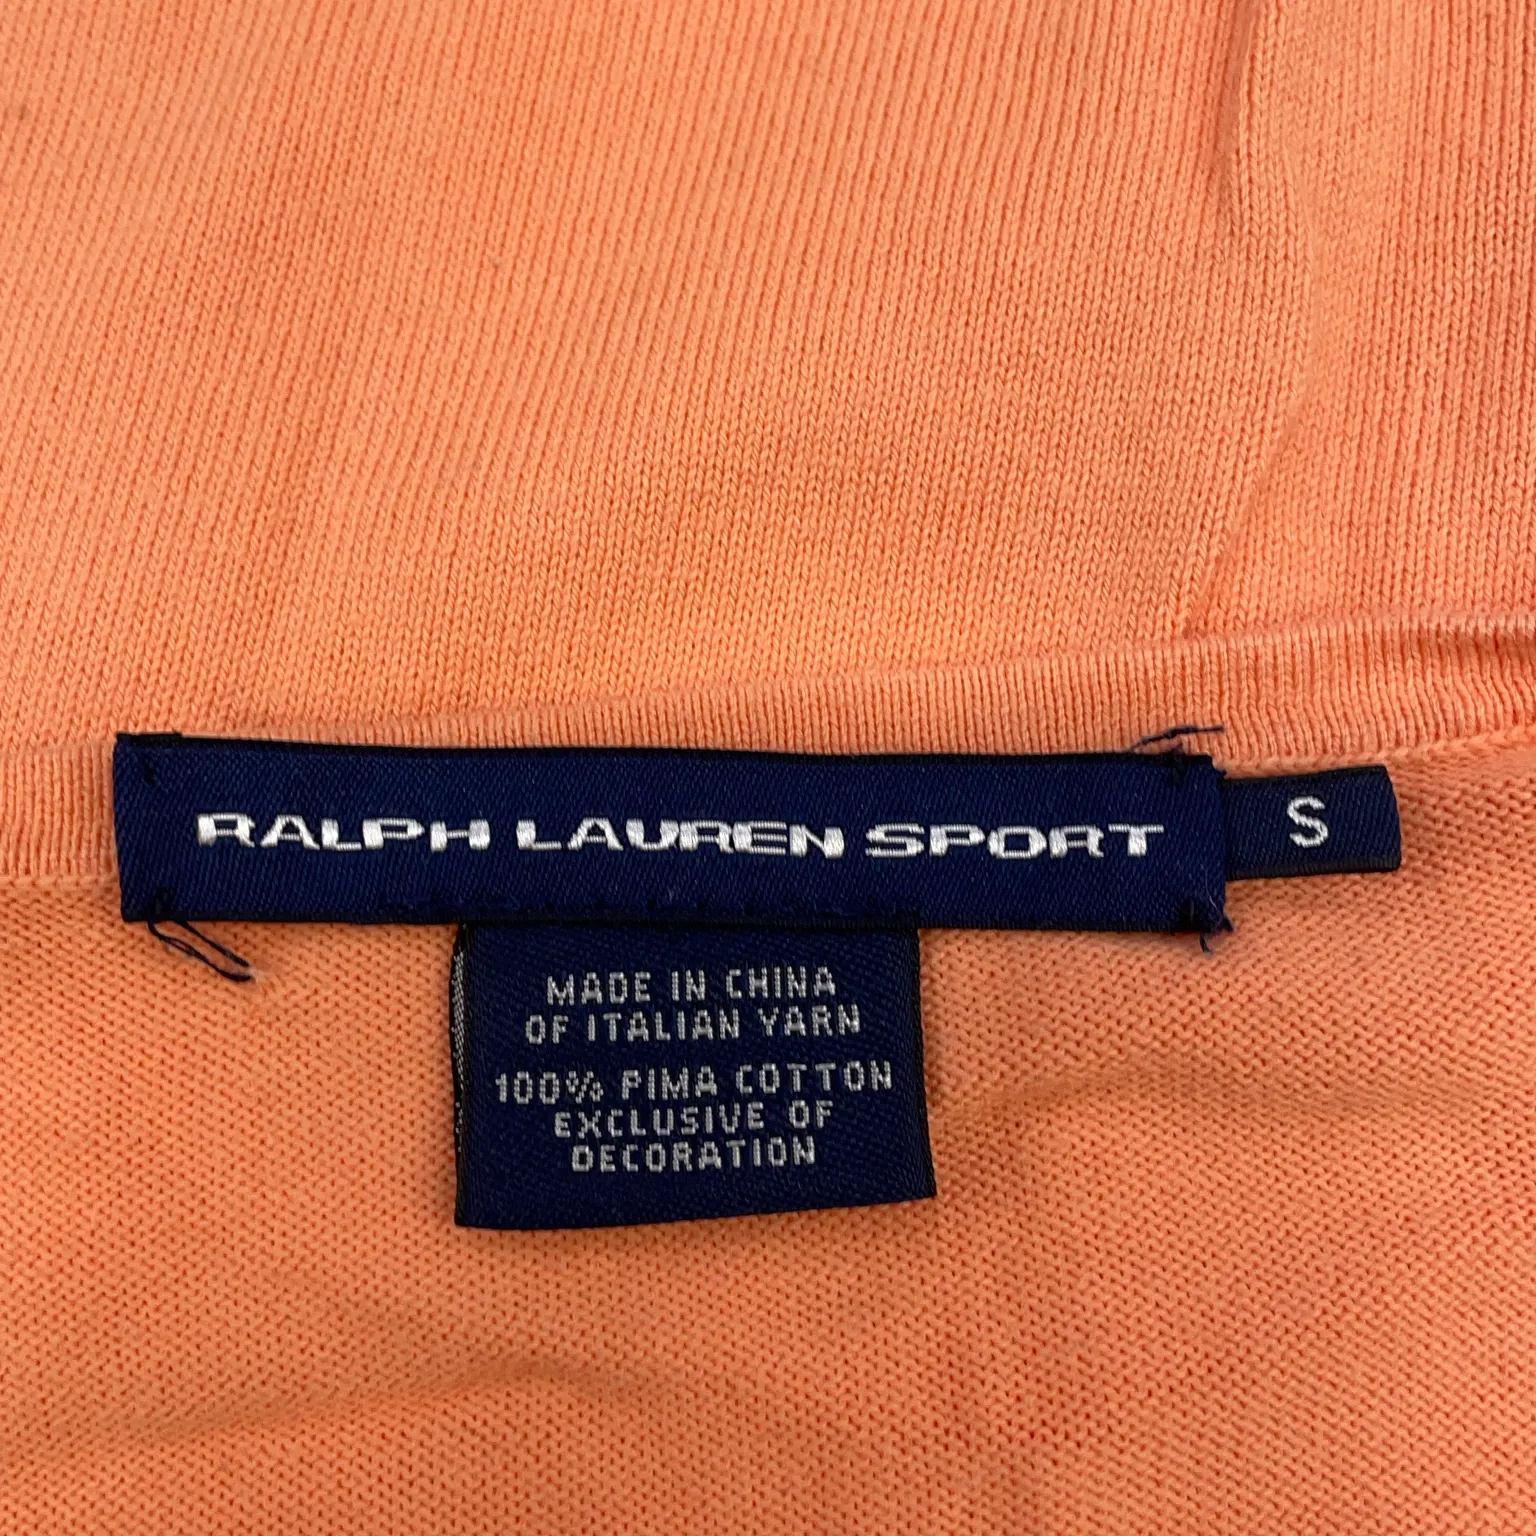 RALPH LAUREN SPORT
S
MADE IN CHINA
OF ITALIAN YARN
100% PIMA COTTON
EXCLUSIVE OF
DECORATION